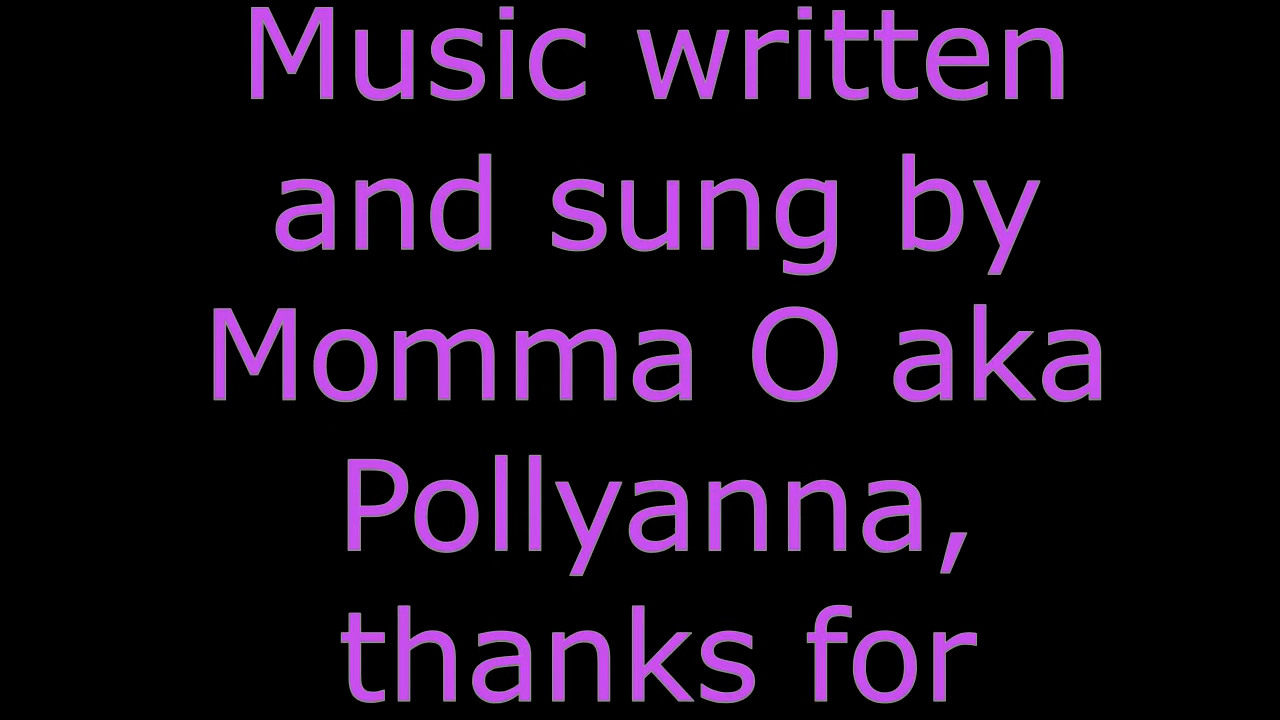 Music written
and sung by
Momma O aka
Pollyanna,
thanks for